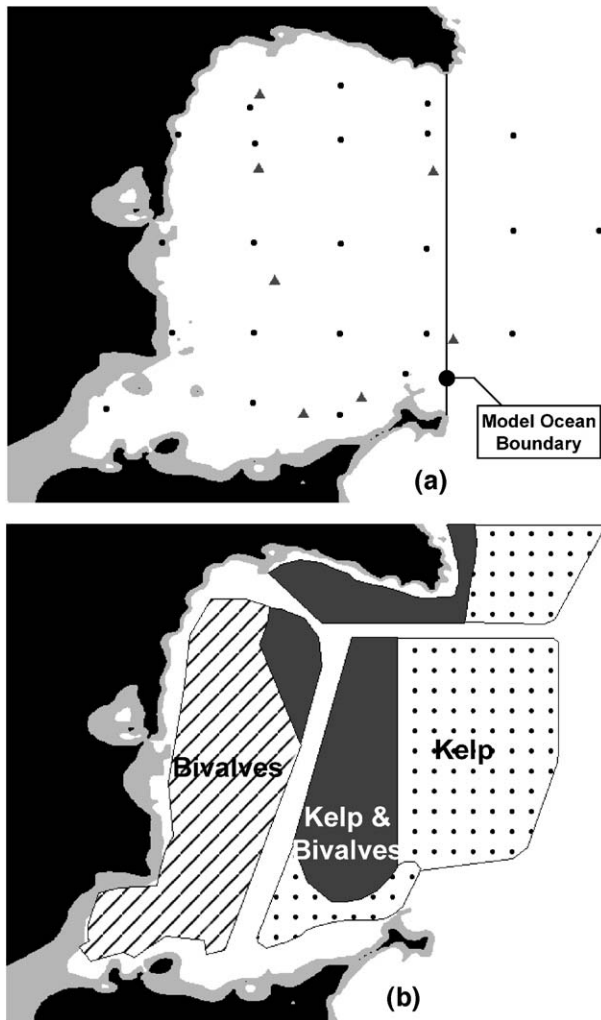 Model Ocean
Boundary
(a)
Bivalves
Kelp
Kelp &
Bivalves
(b)